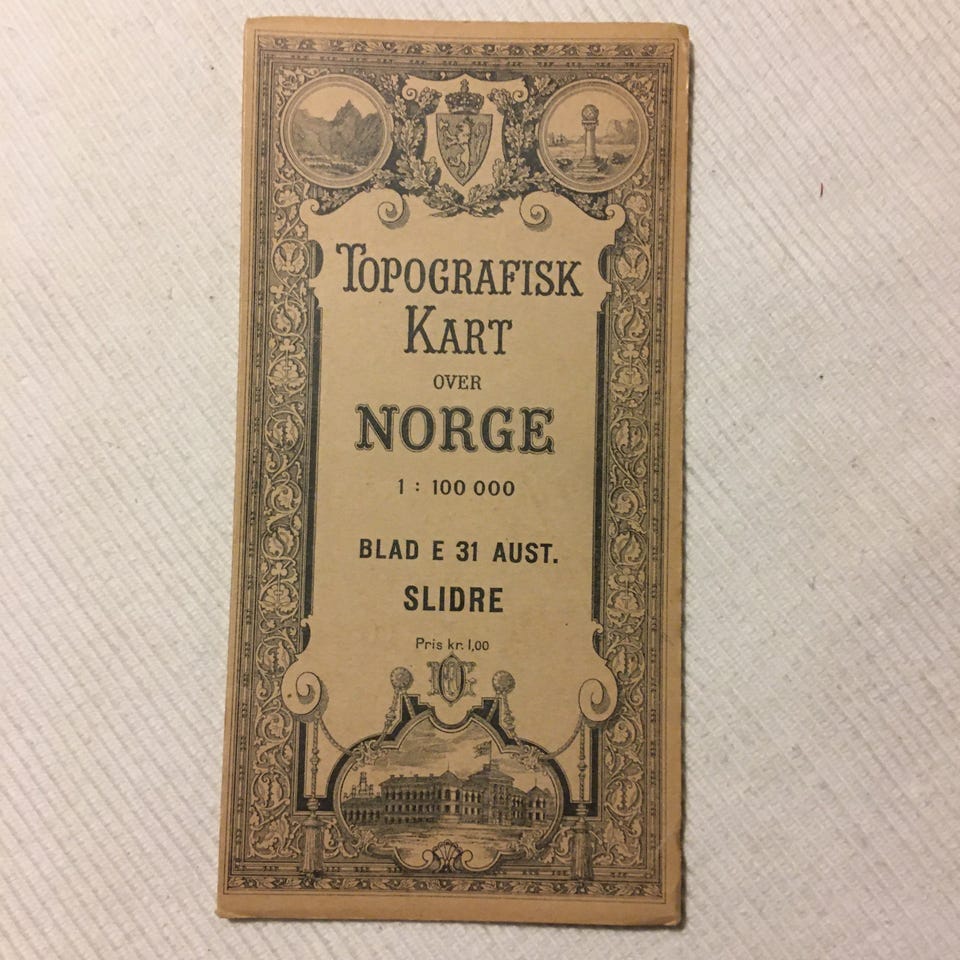 TOPOGRAFISK
KART
OVER
NORGE
1 : 100 000
BLAD E 31 AUST.
SLIDRE
Pris kr. 1,00